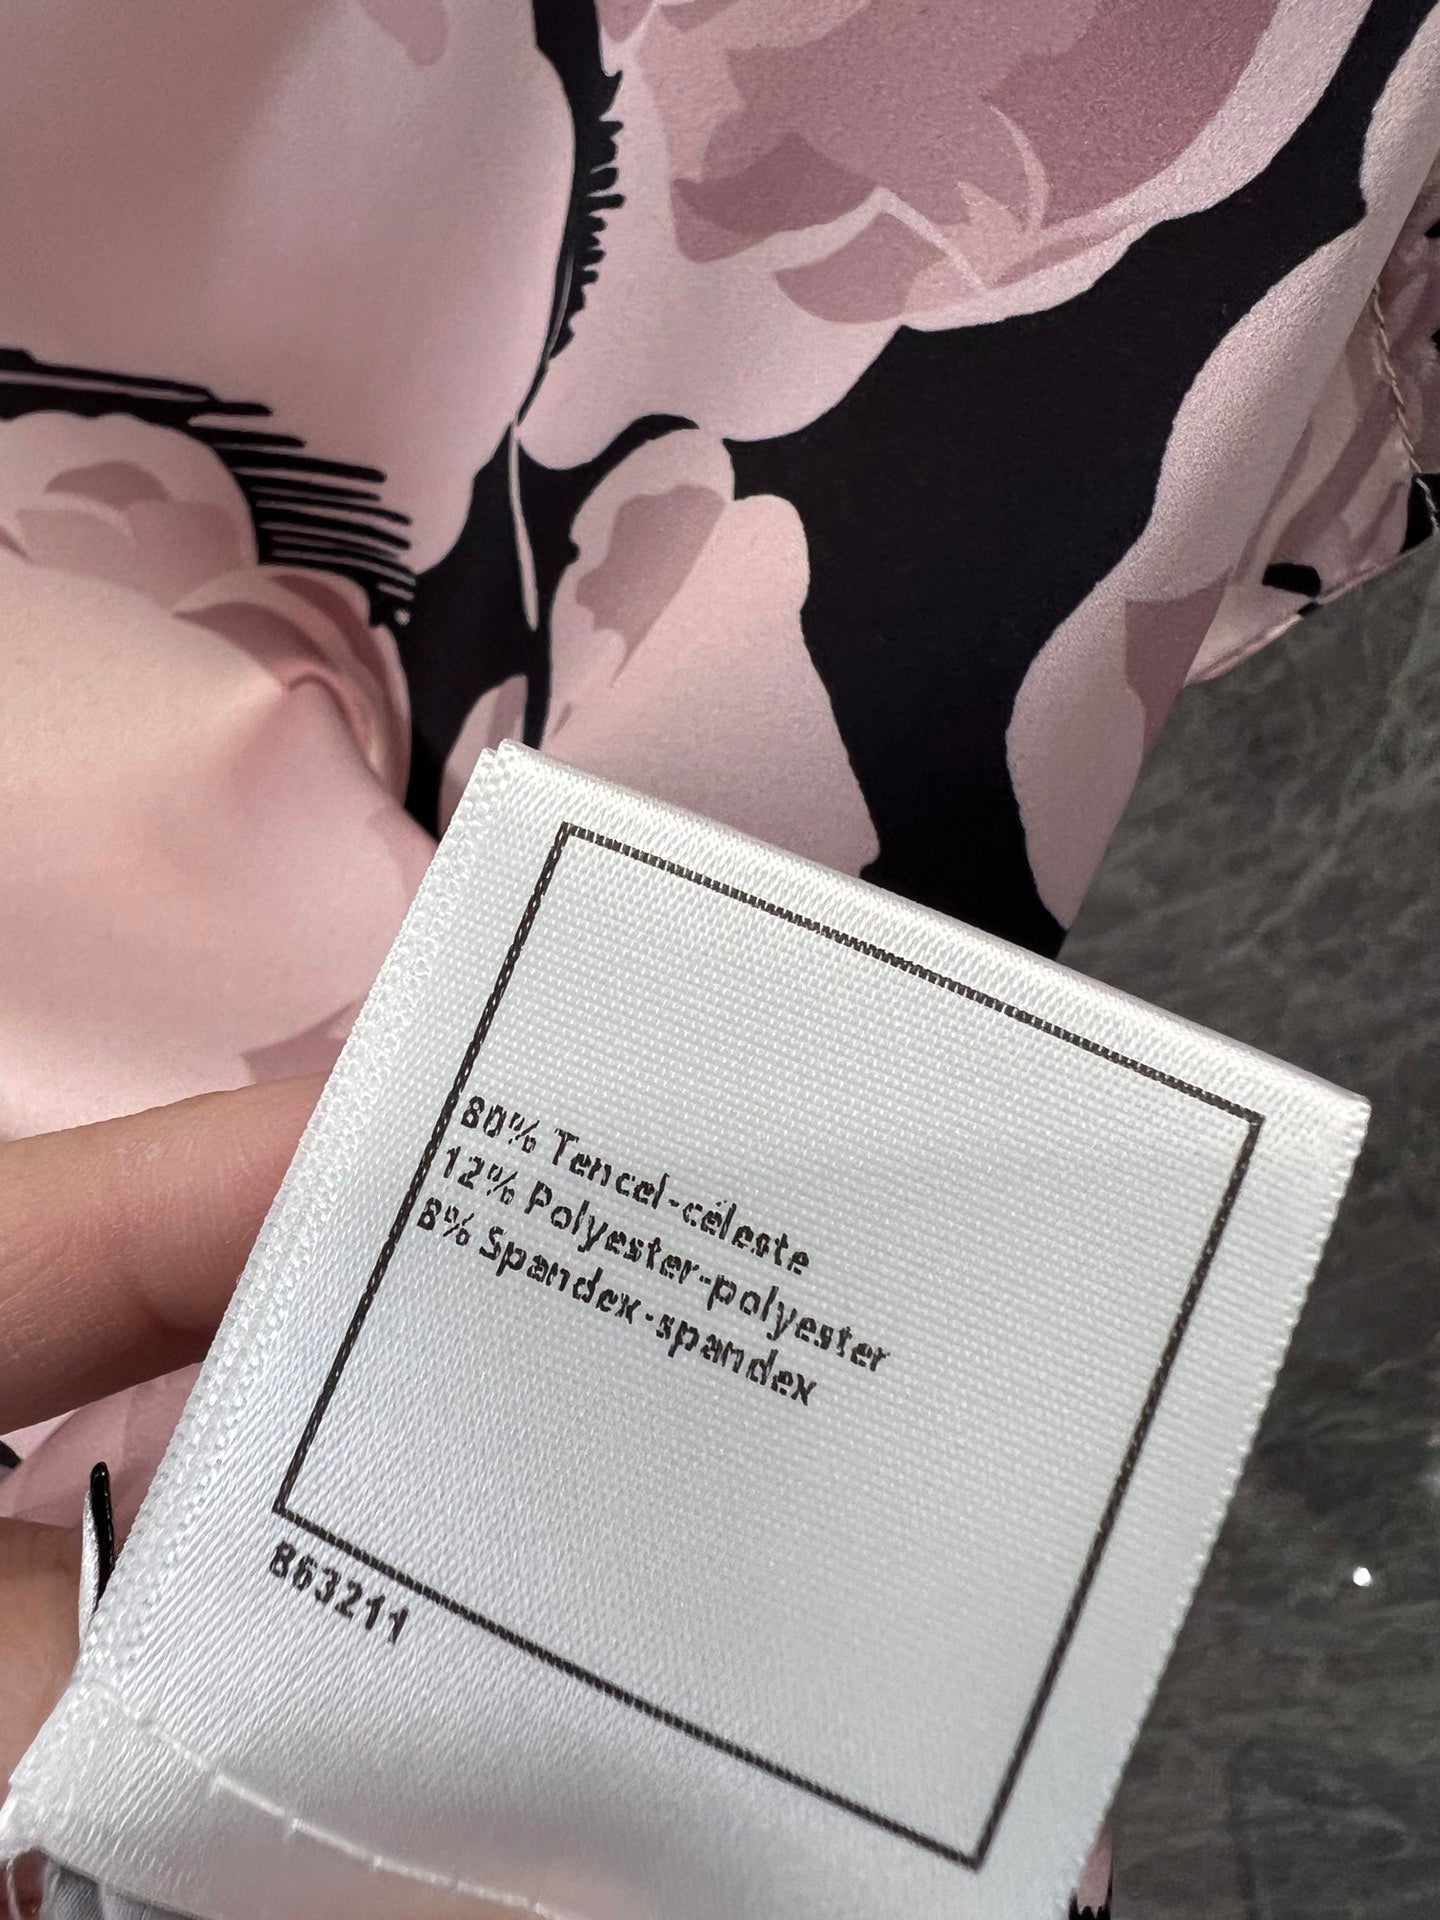 80% Tencel-céleste
12% Polyester-polyester
8% Spandex-spandex
863211